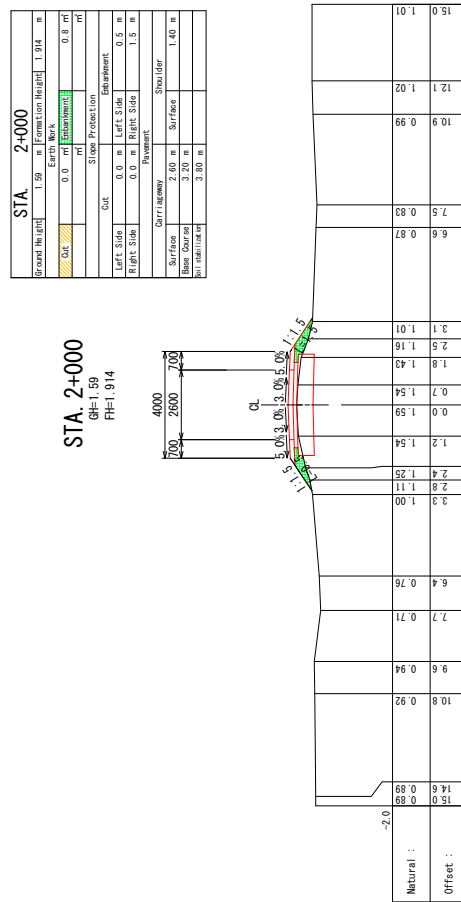 STA. 2+000
Ground Height 1.59 m Formation Height 1.914 m
Earth Work
Cut 0.0 ㎡ Embankment 0.8 ㎡
㎡ ㎡
Slope Protection
Cut Embankment
Left Side 0.0 m Left Side 0.5 m
Right Side 0.0 m Right Side 1.5 m
Pavement
Carriageway Shoulder
Surface 2.60 m Surface 1.40 m
Base Course 3.20 m
Soil stabilization 3.80 m
STA. 2+000
GH=1.59
FH=1.914
4000
700 2600 700
CL
5.0% 3.0% 3.0% 5.0%
1:1.5 1:1.5
-2.0
Natural : 0.89 0.89 0.92 0.94 0.71 0.76 1.00 1.11 1.25 1.54 1.59 1.54 1.43 1.16 1.01 0.87 0.83 0.99 1.02 1.01
Offset : 15.0 14.6 10.8 9.6 7.7 6.4 3.3 2.8 2.4 1.2 0.0 0.7 1.8 2.5 3.1 6.6 7.5 10.9 12.1 15.0